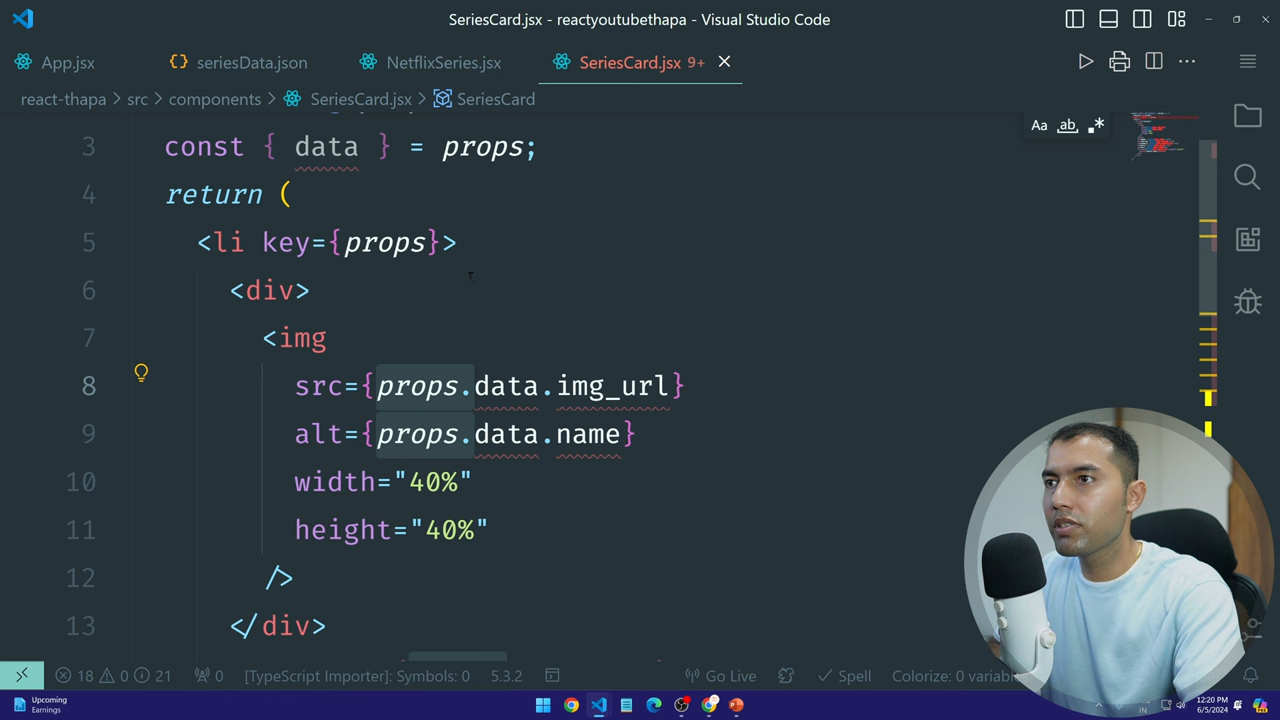 SeriesCard.jsx - reactyoutubethapa - Visual Studio Code
App.jsx
seriesData.json
NetflixSeries.jsx
SeriesCard.jsx 9+
react-thapa > src > components > SeriesCard.jsx > SeriesCard
Aa ab .*
3 const { data } = props;
4 return (
5 <li key={props}>
6 <div>
7 <img
8 src={props.data.img_url}
9 alt={props.data.name}
10 width="40%"
11 height="40%"
12 />
13 </div>
18 0 21 0 [TypeScript Importer]: Symbols: 0 5.3.2 Go Live Spell Colorize: 0 variab
Upcoming
Earnings
IN
12:20 PM
6/5/2024